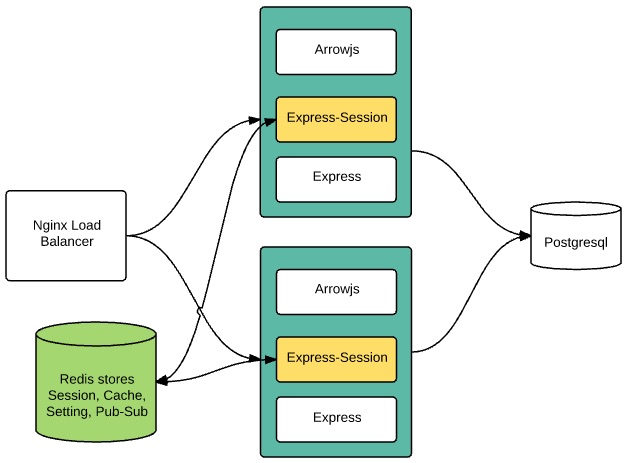 Arrowjs
Express-Session
Express
Nginx Load
Balancer
Postgresql
Arrowjs
Express-Session
Express
Redis stores
Session, Cache,
Setting, Pub-Sub